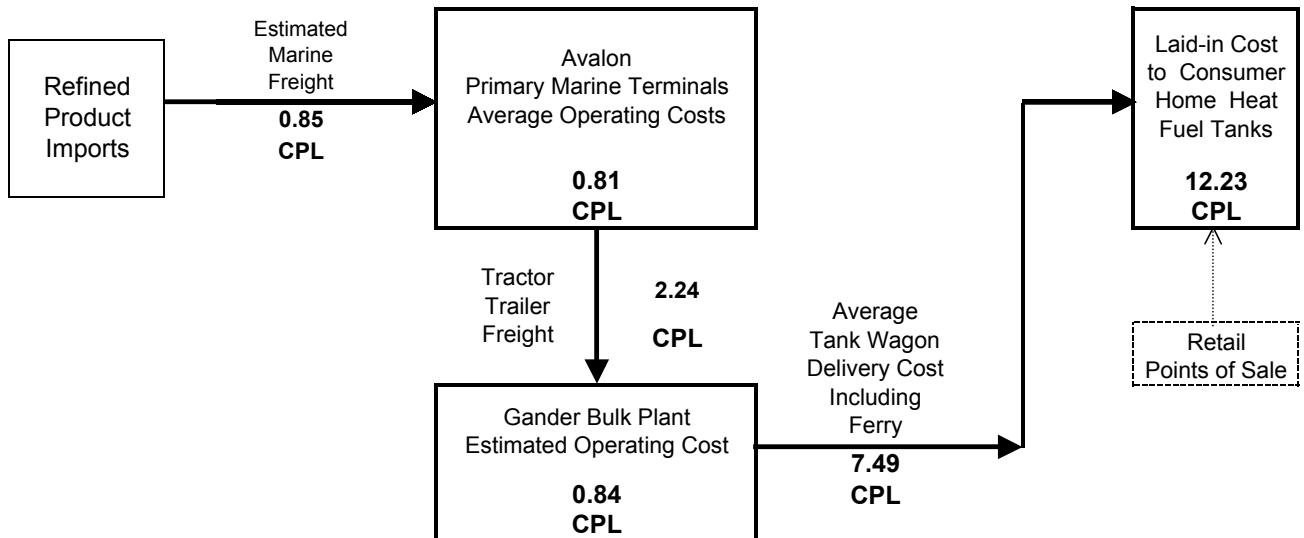 Refined
Product
Imports
Estimated
Marine
Freight
0.85
CPL
Avalon
Primary Marine Terminals
Average Operating Costs
0.81
CPL
Tractor
Trailer
Freight
2.24
CPL
Gander Bulk Plant
Estimated Operating Cost
0.84
CPL
Average
Tank Wagon
Delivery Cost
Including
Ferry
7.49
CPL
Laid-in Cost
to Consumer
Home Heat
Fuel Tanks
12.23
CPL
Retail
Points of Sale